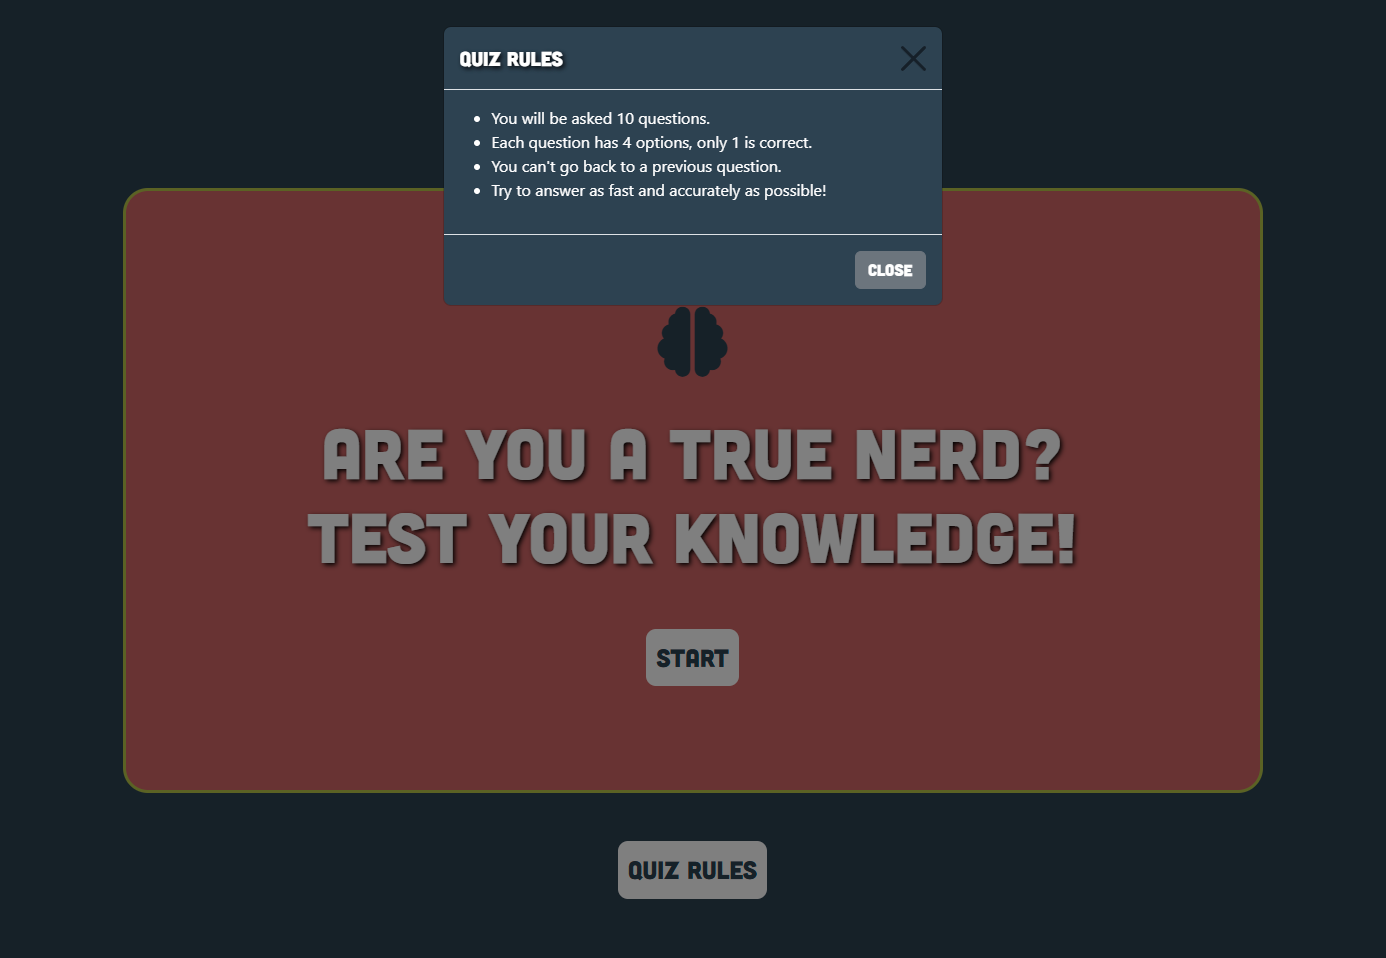 QUIZ RULES
You will be asked 10 questions.
Each question has 4 options, only 1 is correct.
You can't go back to a previous question.
Try to answer as fast and accurately as possible!
CLOSE
ARE YOU A TRUE NERD?
TEST YOUR KNOWLEDGE!
START
QUIZ RULES